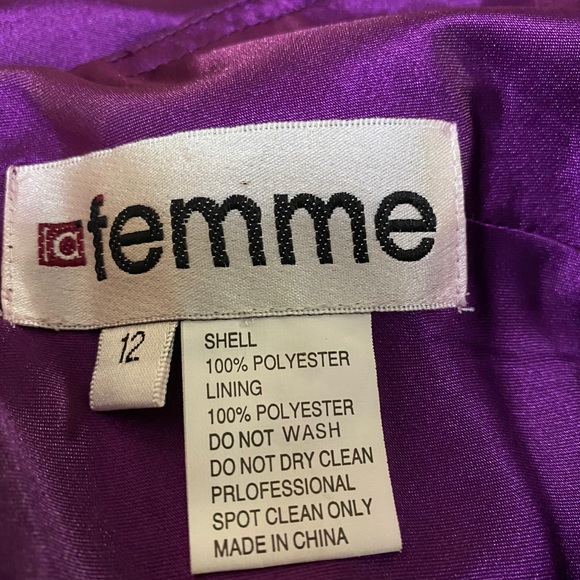 a femme
12
SHELL
100% POLYESTER
LINING
100% POLYESTER
DO NOT WASH
DO NOT DRY CLEAN
PRLOFESSIONAL
SPOT CLEAN ONLY
MADE IN CHINA